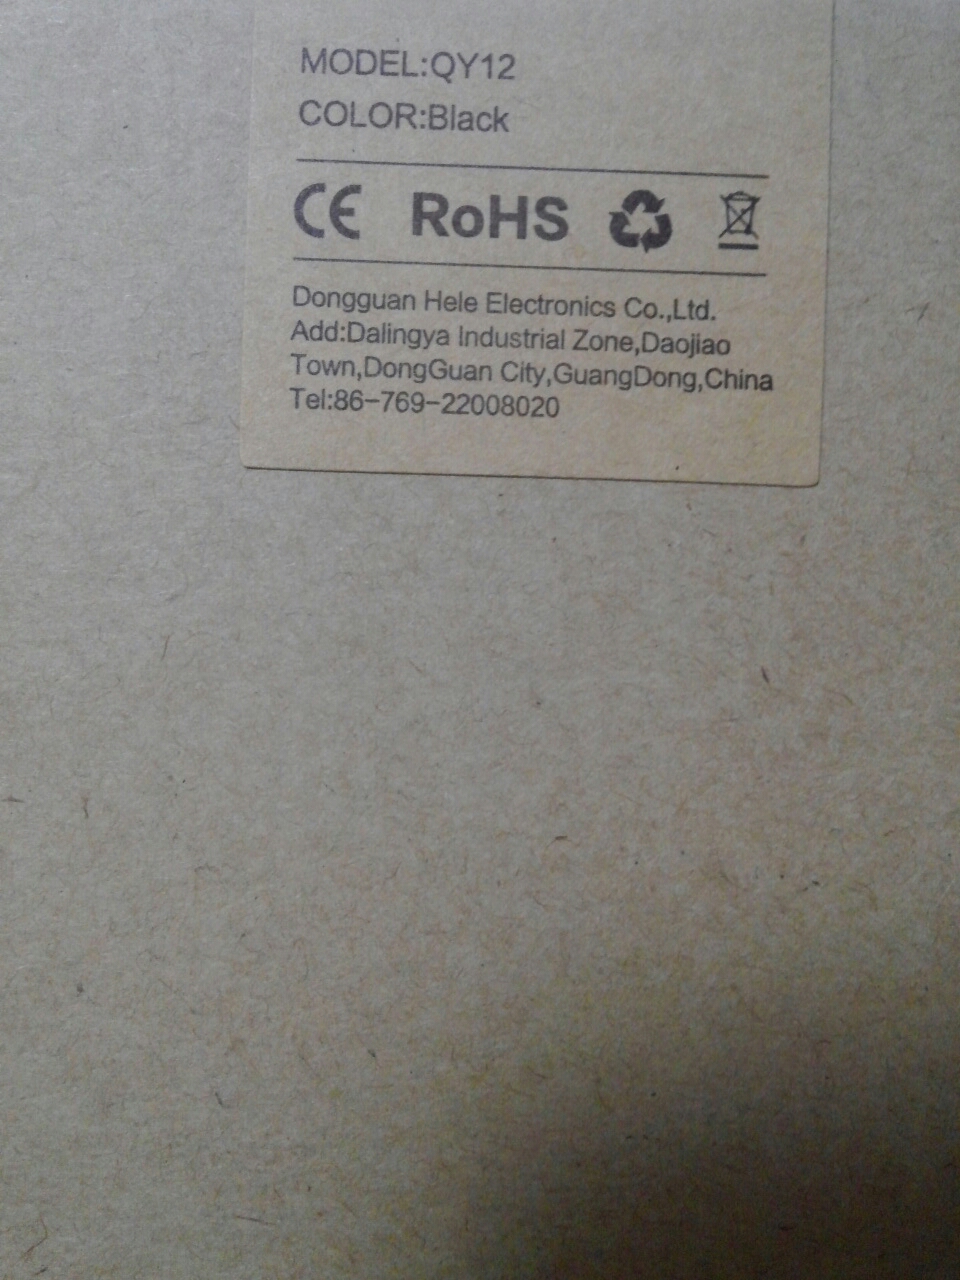 MODEL:QY12
COLOR:Black
CE RoHS
Dongguan Hele Electronics Co.,Ltd.
Add:Dalingya Industrial Zone,Daojiao
Town,DongGuan City,GuangDong,China
Tel:86-769-22008020